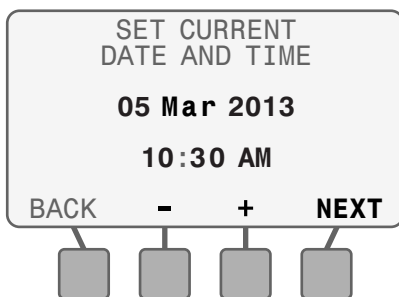 SET CURRENT
DATE AND TIME
05 Mar 2013
10:30 AM
BACK - + NEXT